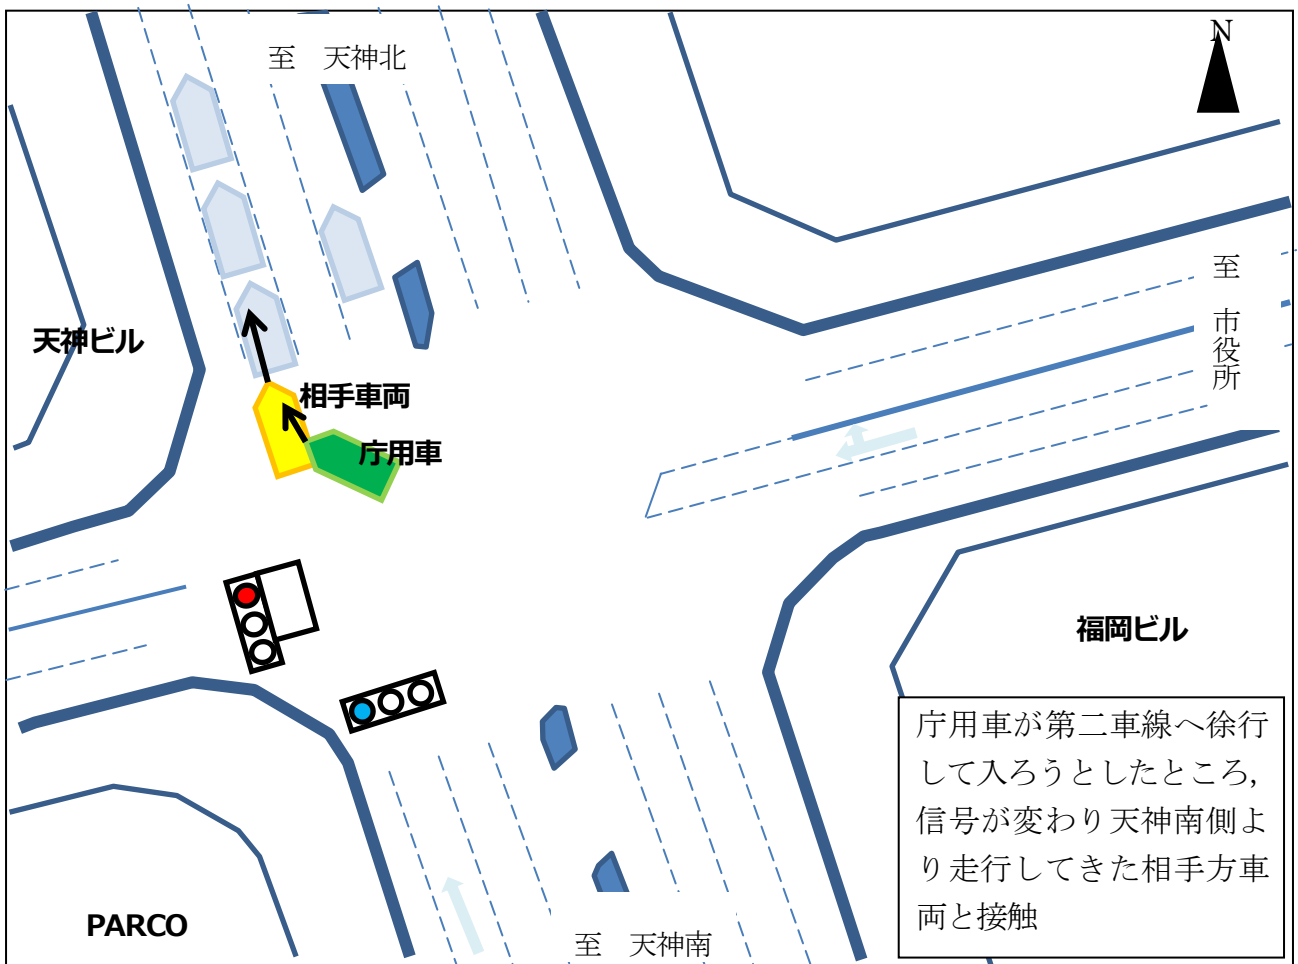 N
至 天神北
至 市役所
天神ビル
相手車両
庁用車
福岡ビル
庁用車が第二車線へ徐行
して入ろうとしたところ,
信号が変わり天神南側よ
り走行してきた相手方車
両と接触
PARCO
至 天神南